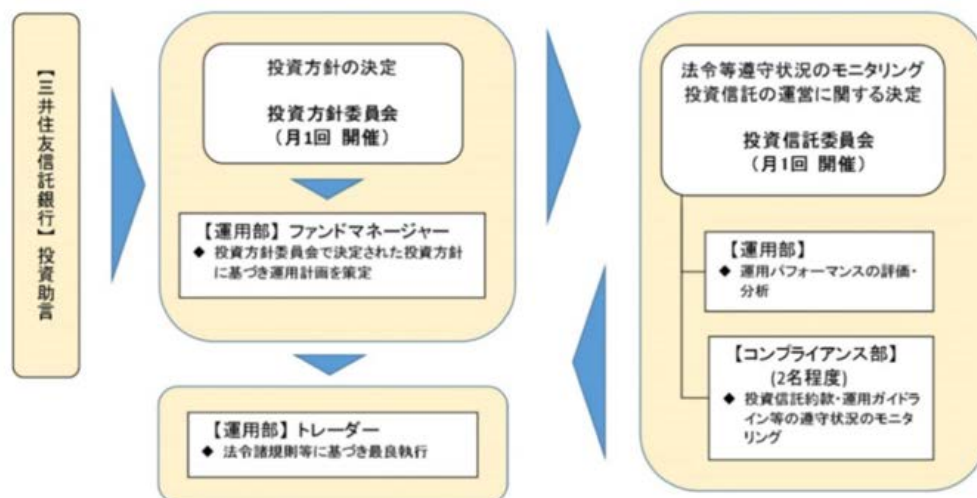 【三井住友信託銀行】投資助言
投資方針の決定
投資方針委員会
（月1回 開催）
【運用部】ファンドマネージャー
◆ 投資方針委員会で決定された投資方針
に基づき運用計画を策定
【運用部】トレーダー
◆ 法令諸規則等に基づき最良執行
法令等遵守状況のモニタリング
投資信託の運営に関する決定
投資信託委員会
（月1回 開催）
【運用部】
◆ 運用パフォーマンスの評価・
分析
【コンプライアンス部】
(2名程度)
◆ 投資信託約款・運用ガイドラ
イン等の遵守状況のモニタ
リング